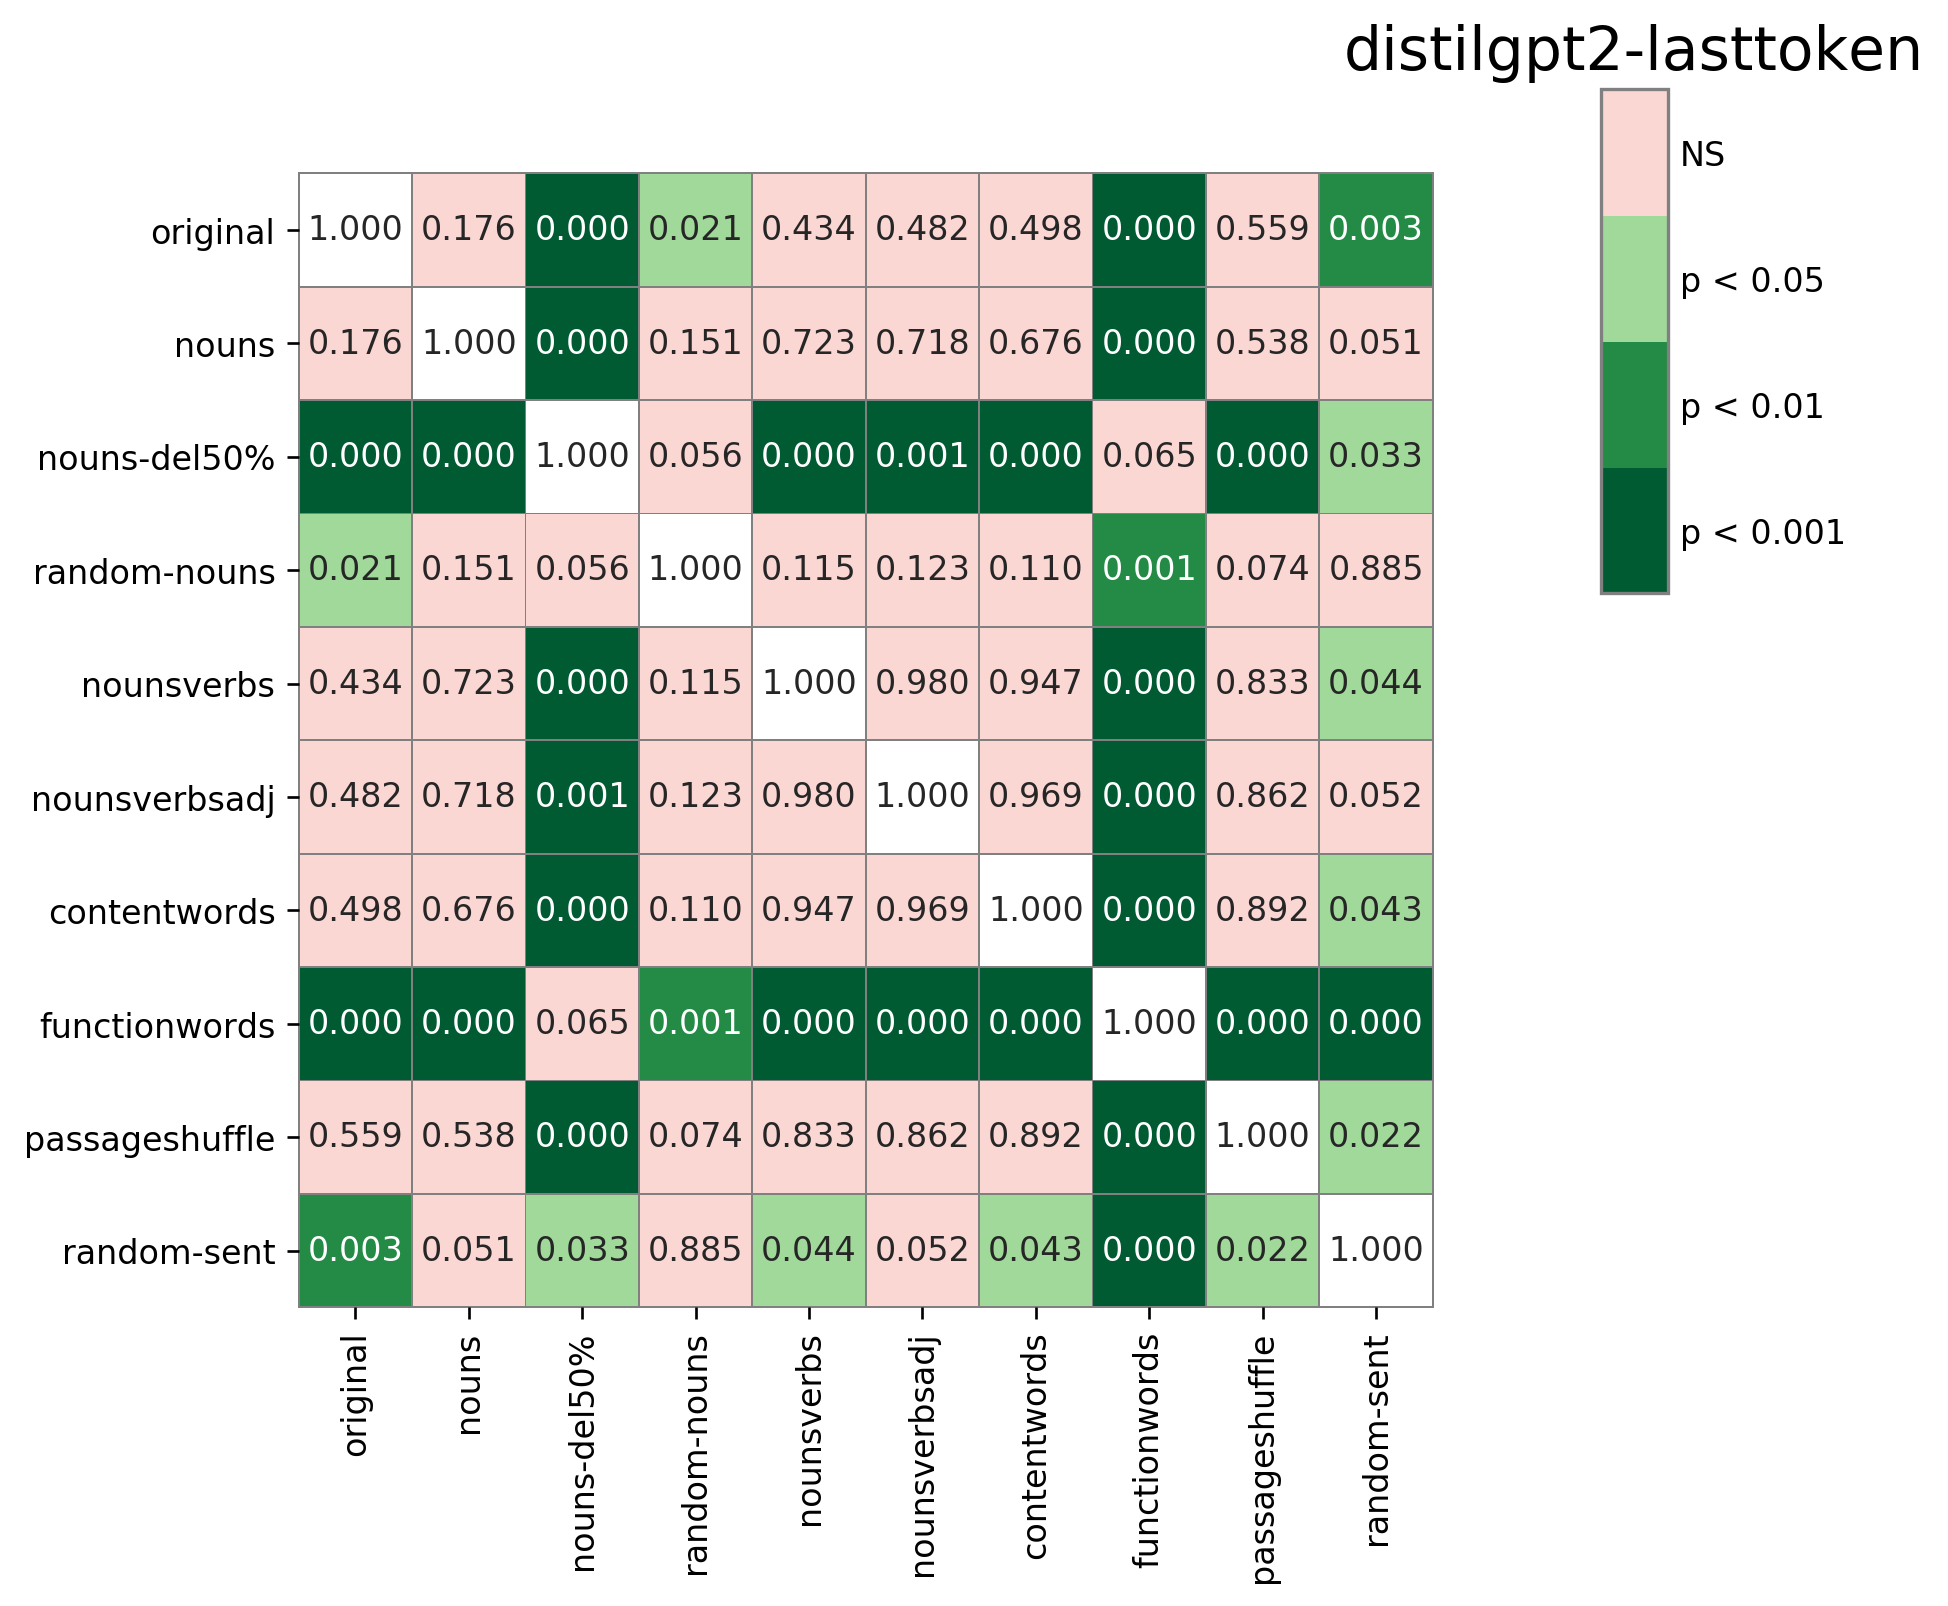 distilgpt2-lasttoken
NS
p < 0.05
p < 0.01
p < 0.001
original 1.000 0.176 0.000 0.021 0.434 0.482 0.498 0.000 0.559 0.003
nouns 0.176 1.000 0.000 0.151 0.723 0.718 0.676 0.000 0.538 0.051
nouns-del50% 0.000 0.000 1.000 0.056 0.000 0.001 0.000 0.065 0.000 0.033
random-nouns 0.021 0.151 0.056 1.000 0.115 0.123 0.110 0.001 0.074 0.885
nounsverbs 0.434 0.723 0.000 0.115 1.000 0.980 0.947 0.000 0.833 0.044
nounsverbsadj 0.482 0.718 0.001 0.123 0.980 1.000 0.969 0.000 0.862 0.052
contentwords 0.498 0.676 0.000 0.110 0.947 0.969 1.000 0.000 0.892 0.043
functionwords 0.000 0.000 0.065 0.001 0.000 0.000 0.000 1.000 0.000 0.000
passageshuffle 0.559 0.538 0.000 0.074 0.833 0.862 0.892 0.000 1.000 0.022
random-sent 0.003 0.051 0.033 0.885 0.044 0.052 0.043 0.000 0.022 1.000
original
nouns
nouns-del50%
random-nouns
nounsverbs
nounsverbsadj
contentwords
functionwords
passageshuffle
random-sent